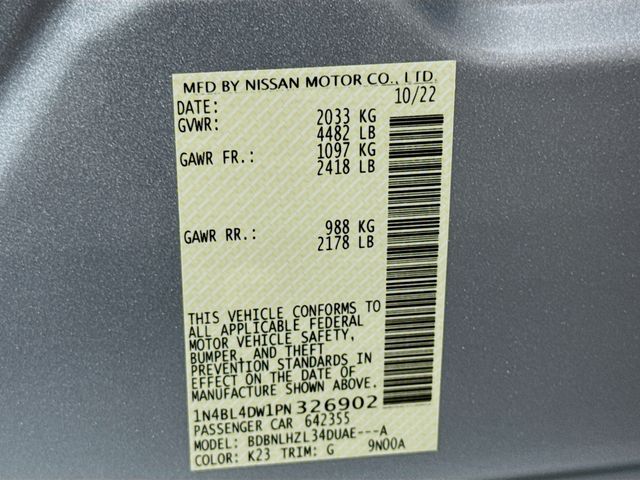 MFD BY NISSAN MOTOR CO., LTD.
DATE: 10/22
GVWR: 2033 KG
4482 LB
GAWR FR.: 1097 KG
2418 LB
GAWR RR.: 988 KG
2178 LB
THIS VEHICLE CONFORMS TO
ALL APPLICABLE FEDERAL
MOTOR VEHICLE SAFETY,
BUMPER, AND THEFT
PREVENTION STANDARDS IN
EFFECT ON THE DATE OF
MANUFACTURE SHOWN ABOVE.
1N4BL4DW1PN 326902
PASSENGER CAR 642355
MODEL: BDBNLHZL34DUAE---A
COLOR: K23 TRIM: G 9N00A